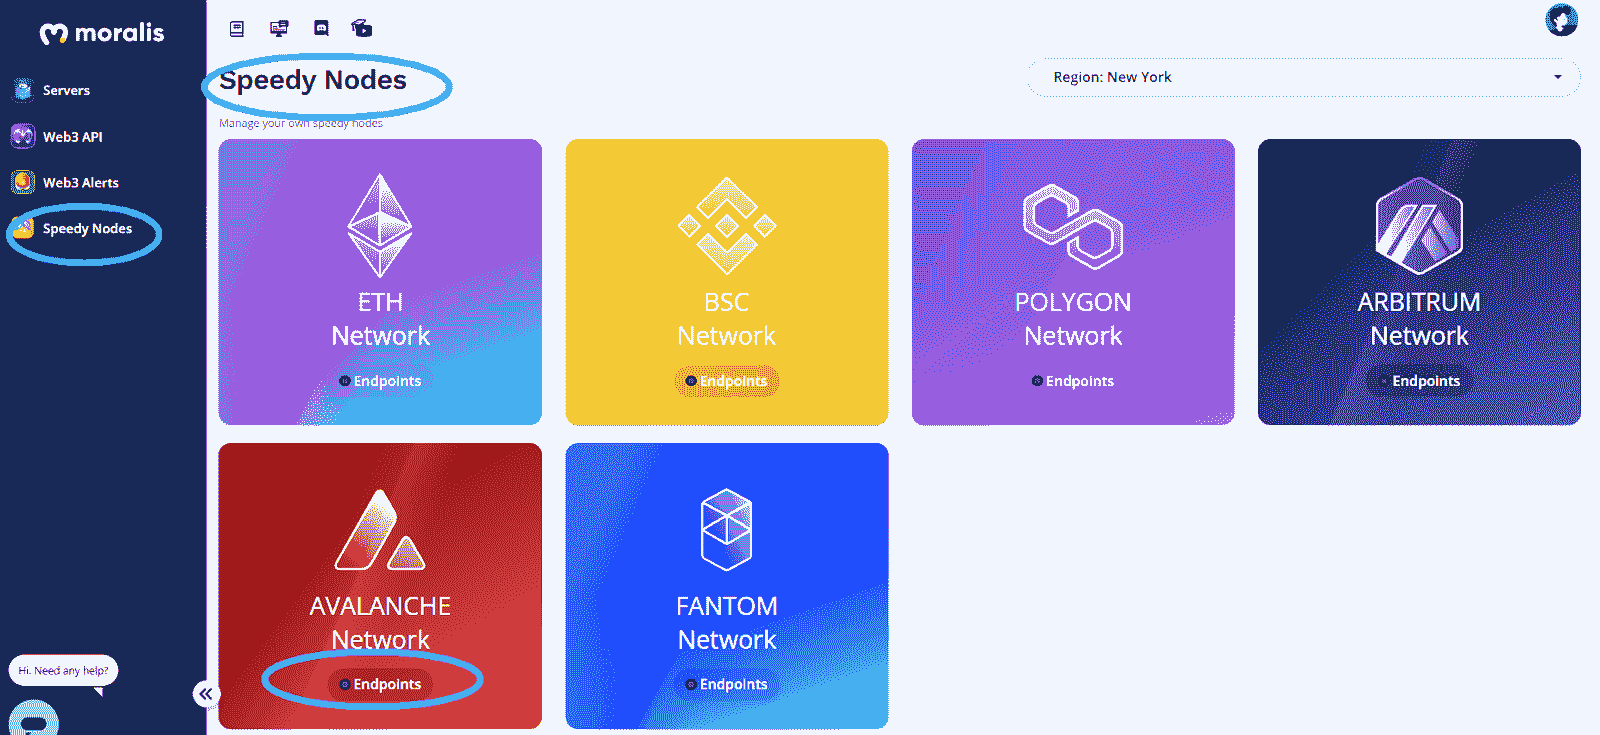 moralis
Servers
Web3 API
Web3 Alerts
Speedy Nodes
Hi. Need any help?
Speedy Nodes
Region: New York
Manage your own speedy nodes
ETH
Network
Endpoints
BSC
Network
Endpoints
POLYGON
Network
Endpoints
ARBITRUM
Network
Endpoints
AVALANCHE
Network
Endpoints
FANTOM
Network
Endpoints